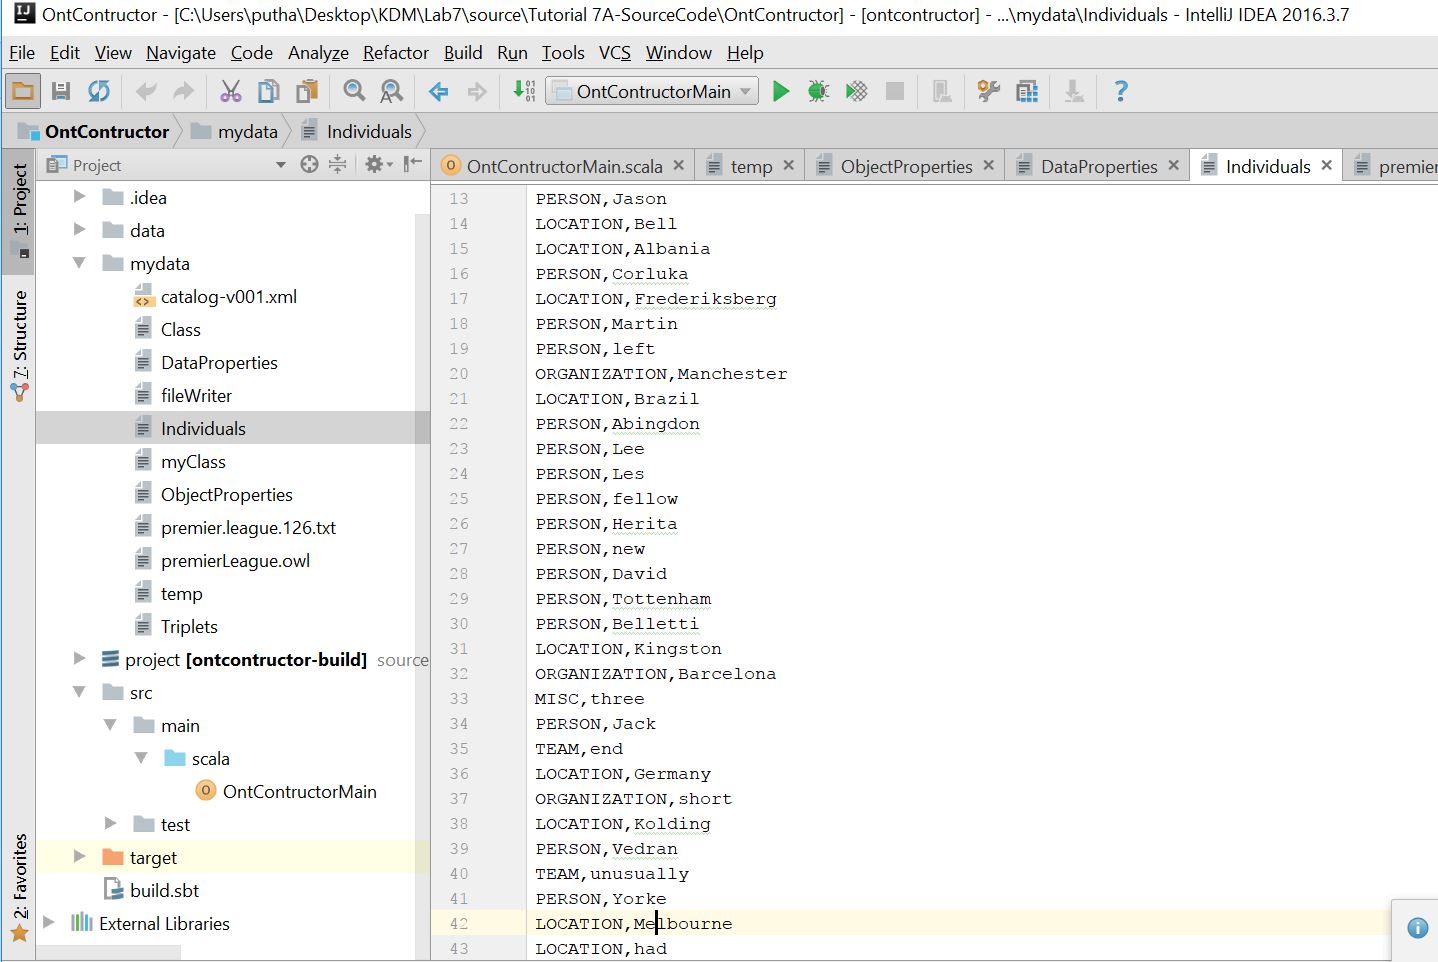 OntContructor - [C:\Users\putha\Desktop\KDM\Lab7\source\Tutorial 7A-SourceCode\OntContructor] - [ontcontructor] - ...\mydata\Individuals - IntelliJ IDEA 2016.3.7
File Edit View Navigate Code Analyze Refactor Build Run Tools VCS Window Help
OntContructorMain
OntContructor mydata Individuals
Project
OntContructorMain.scala temp ObjectProperties DataProperties Individuals premier
1: Project
7: Structure
2: Favorites
.idea
data
mydata
catalog-v001.xml
Class
DataProperties
fileWriter
Individuals
myClass
ObjectProperties
premier.league.126.txt
premierLeague.owl
temp
Triplets
project [ontcontructor-build] source
src
main
scala
OntContructorMain
test
target
build.sbt
External Libraries
13 PERSON,Jason
14 LOCATION,Bell
15 LOCATION,Albania
16 PERSON,Corluka
17 LOCATION,Frederiksberg
18 PERSON,Martin
19 PERSON,left
20 ORGANIZATION,Manchester
21 LOCATION,Brazil
22 PERSON,Abingdon
23 PERSON,Lee
24 PERSON,Les
25 PERSON,fellow
26 PERSON,Herita
27 PERSON,new
28 PERSON,David
29 PERSON,Tottenham
30 PERSON,Belletti
31 LOCATION,Kingston
32 ORGANIZATION,Barcelona
33 MISC,three
34 PERSON,Jack
35 TEAM,end
36 LOCATION,Germany
37 ORGANIZATION,short
38 LOCATION,Kolding
39 PERSON,Vedran
40 TEAM,unusually
41 PERSON,Yorke
42 LOCATION,Melbourne
43 LOCATION,had